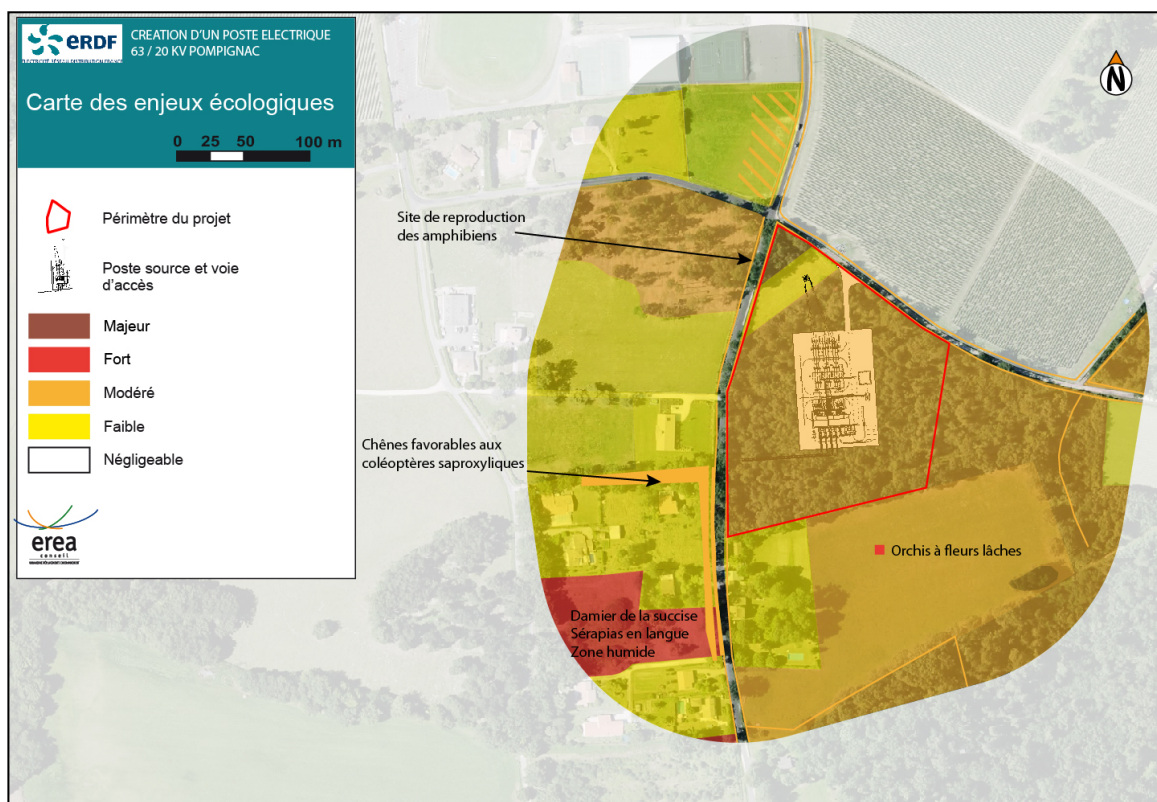 eRDF
CREATION D'UN POSTE ELECTRIQUE
63 / 20 KV POMPIGNAC
Carte des enjeux écologiques
0 25 50 100 m
Périmètre du projet
Poste source et voie
d'accès
Majeur
Fort
Modéré
Faible
Négligeable
erea
conseil
N
Site de reproduction
des amphibiens
Chênes favorables aux
coléoptères saproxyliques
Orchis à fleurs lâches
Damier de la succise
Sérapias en langue
Zone humide